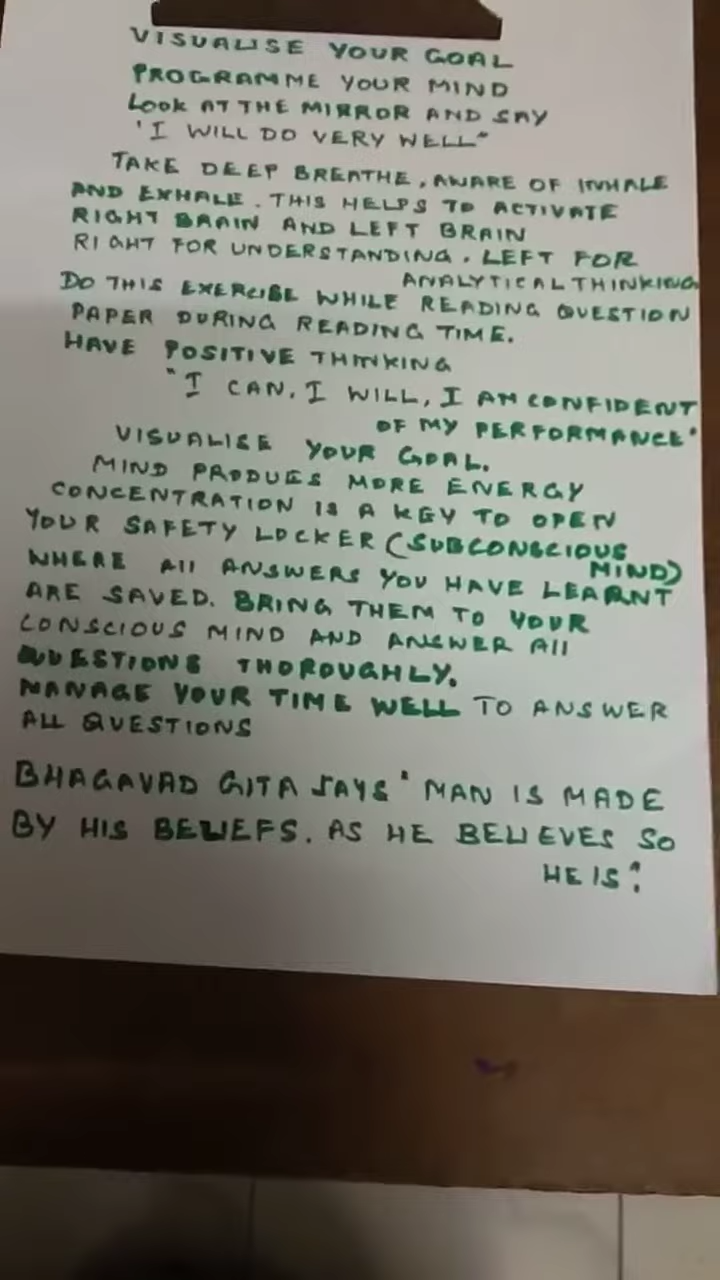 VISUALISE YOUR GOAL
PROGRAMME YOUR MIND
LOOK AT THE MIRROR AND SAY
'I WILL DO VERY WELL"
TAKE DEEP BREATHE, AWARE OF INHALE
AND EXHALE. THIS HELPS TO ACTIVATE
RIGHT BRAIN AND LEFT BRAIN
RIGHT FOR UNDERSTANDING. LEFT FOR
ANALYTICAL THINKING
DO THIS EXERCISE WHILE READING QUESTION
PAPER DURING READING TIME.
HAVE POSITIVE THINKING
"I CAN, I WILL, I AM CONFIDENT
OF MY PERFORMANCE"
VISUALISE YOUR GOAL.
MIND PRODUES MORE ENERGY
CONCENTRATION IS A KEY TO OPEN
YOUR SAFETY LOCKER (SUBCONSCIOUS
MIND)
WHERE All ANSWERS YOU HAVE LEARNT
ARE SAVED. BRING THEM TO YOUR
CONSCIOUS MIND AND ANSWER All
QUESTIONS THOROUGHLY.
MANAGE YOUR TIME WELL TO ANSWER
ALL QUESTIONS
BHAGAVAD GITA SAYS "MAN IS MADE
BY HIS BELIEFS. AS HE BELIEVES SO
HE IS".